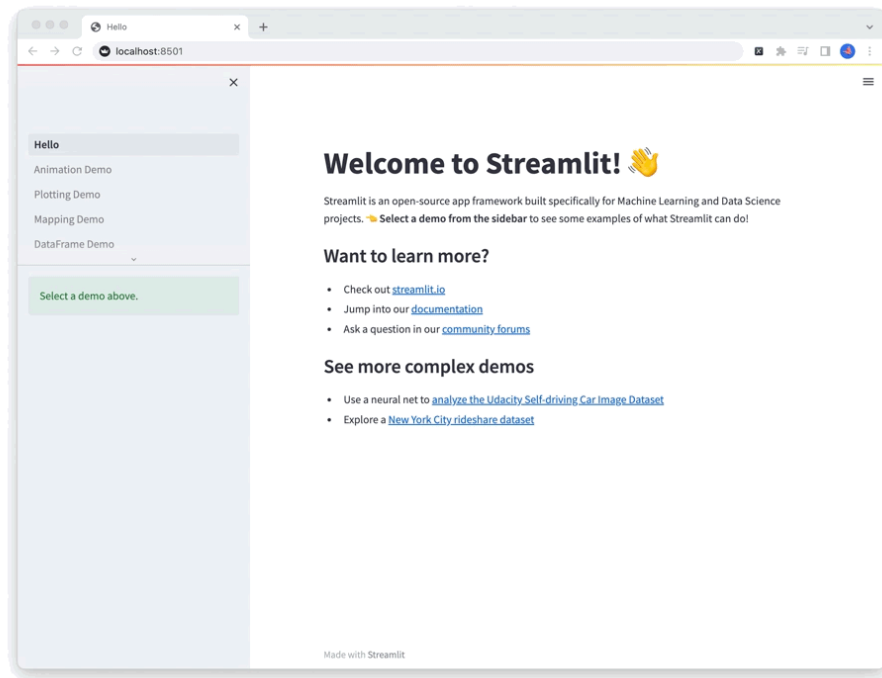 Hello
localhost:8501
Hello
Animation Demo
Plotting Demo
Mapping Demo
DataFrame Demo
Select a demo above.
Welcome to Streamlit! 👋
Streamlit is an open-source app framework built specifically for Machine Learning and Data Science
projects. 👈 Select a demo from the sidebar to see some examples of what Streamlit can do!
Want to learn more?
• Check out streamlit.io
• Jump into our documentation
• Ask a question in our community forums
See more complex demos
• Use a neural net to analyze the Udacity Self-driving Car Image Dataset
• Explore a New York City rideshare dataset
Made with Streamlit